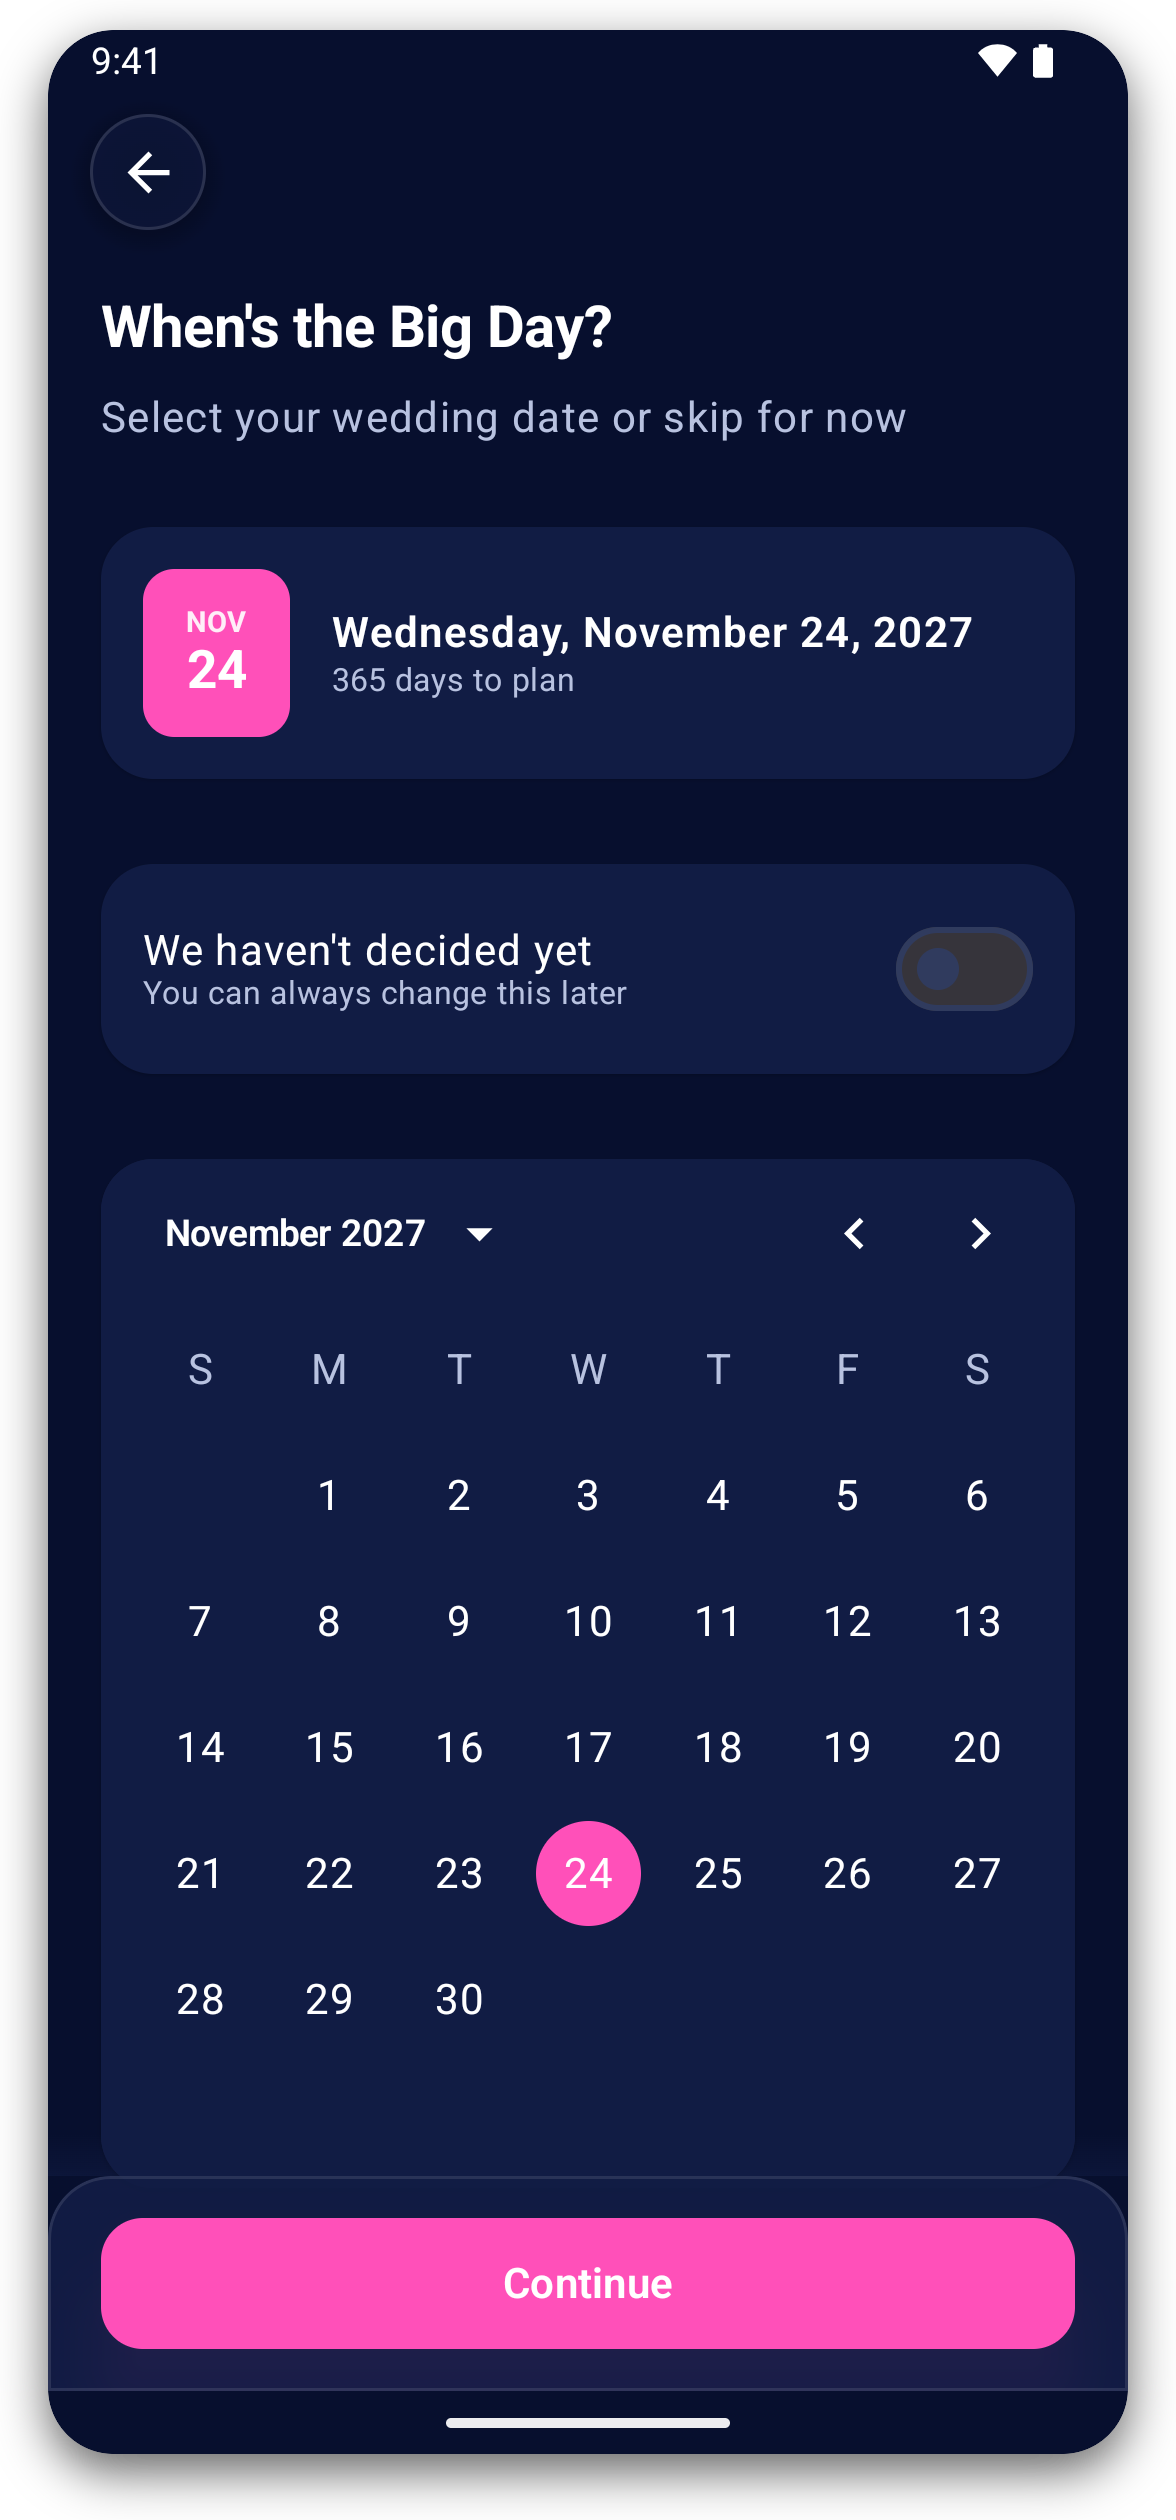 9:41
When's the Big Day?
Select your wedding date or skip for now
NOV
24
Wednesday, November 24, 2027
365 days to plan
We haven't decided yet
You can always change this later
November 2027
S M T W T F S
1 2 3 4 5 6
7 8 9 10 11 12 13
14 15 16 17 18 19 20
21 22 23 24 25 26 27
28 29 30
Continue